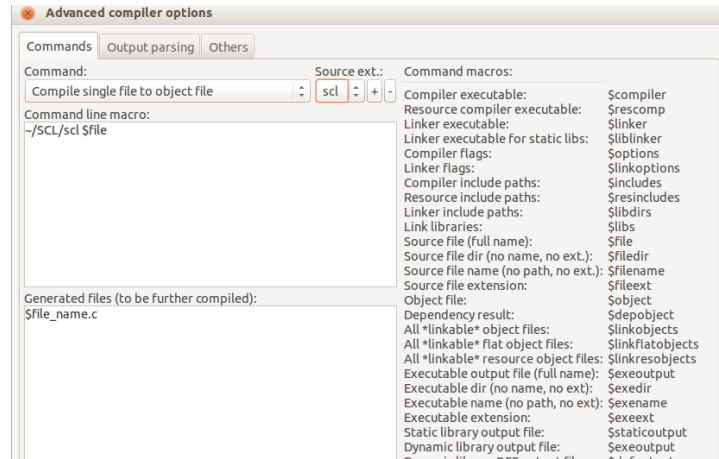 Advanced compiler options
Commands Output parsing Others
Command: Source ext.:
Compile single file to object file scl + -
Command line macro:
~/SCL/scl $file
Generated files (to be further compiled):
$file_name.c
Command macros:
Compiler executable: $compiler
Resource compiler executable: $rescomp
Linker executable: $linker
Linker executable for static libs: $liblinker
Compiler flags: $options
Linker flags: $linkoptions
Compiler include paths: $includes
Resource include paths: $resincludes
Linker include paths: $libdirs
Link libraries: $libs
Source file (full name): $file
Source file dir (no name, no ext.): $filedir
Source file name (no path, no ext.): $filename
Source file extension: $fileext
Object file: $object
Dependency result: $depobject
All *linkable* object files: $linkobjects
All *linkable* flat object files: $linkflatobjects
All *linkable* resource object files: $linkresobjects
Executable output file (full name): $exeoutput
Executable dir (no name, no ext): $exedir
Executable name (no path, no ext): $exename
Executable extension: $exeext
Static library output file: $staticoutput
Dynamic library output file: $exeoutput